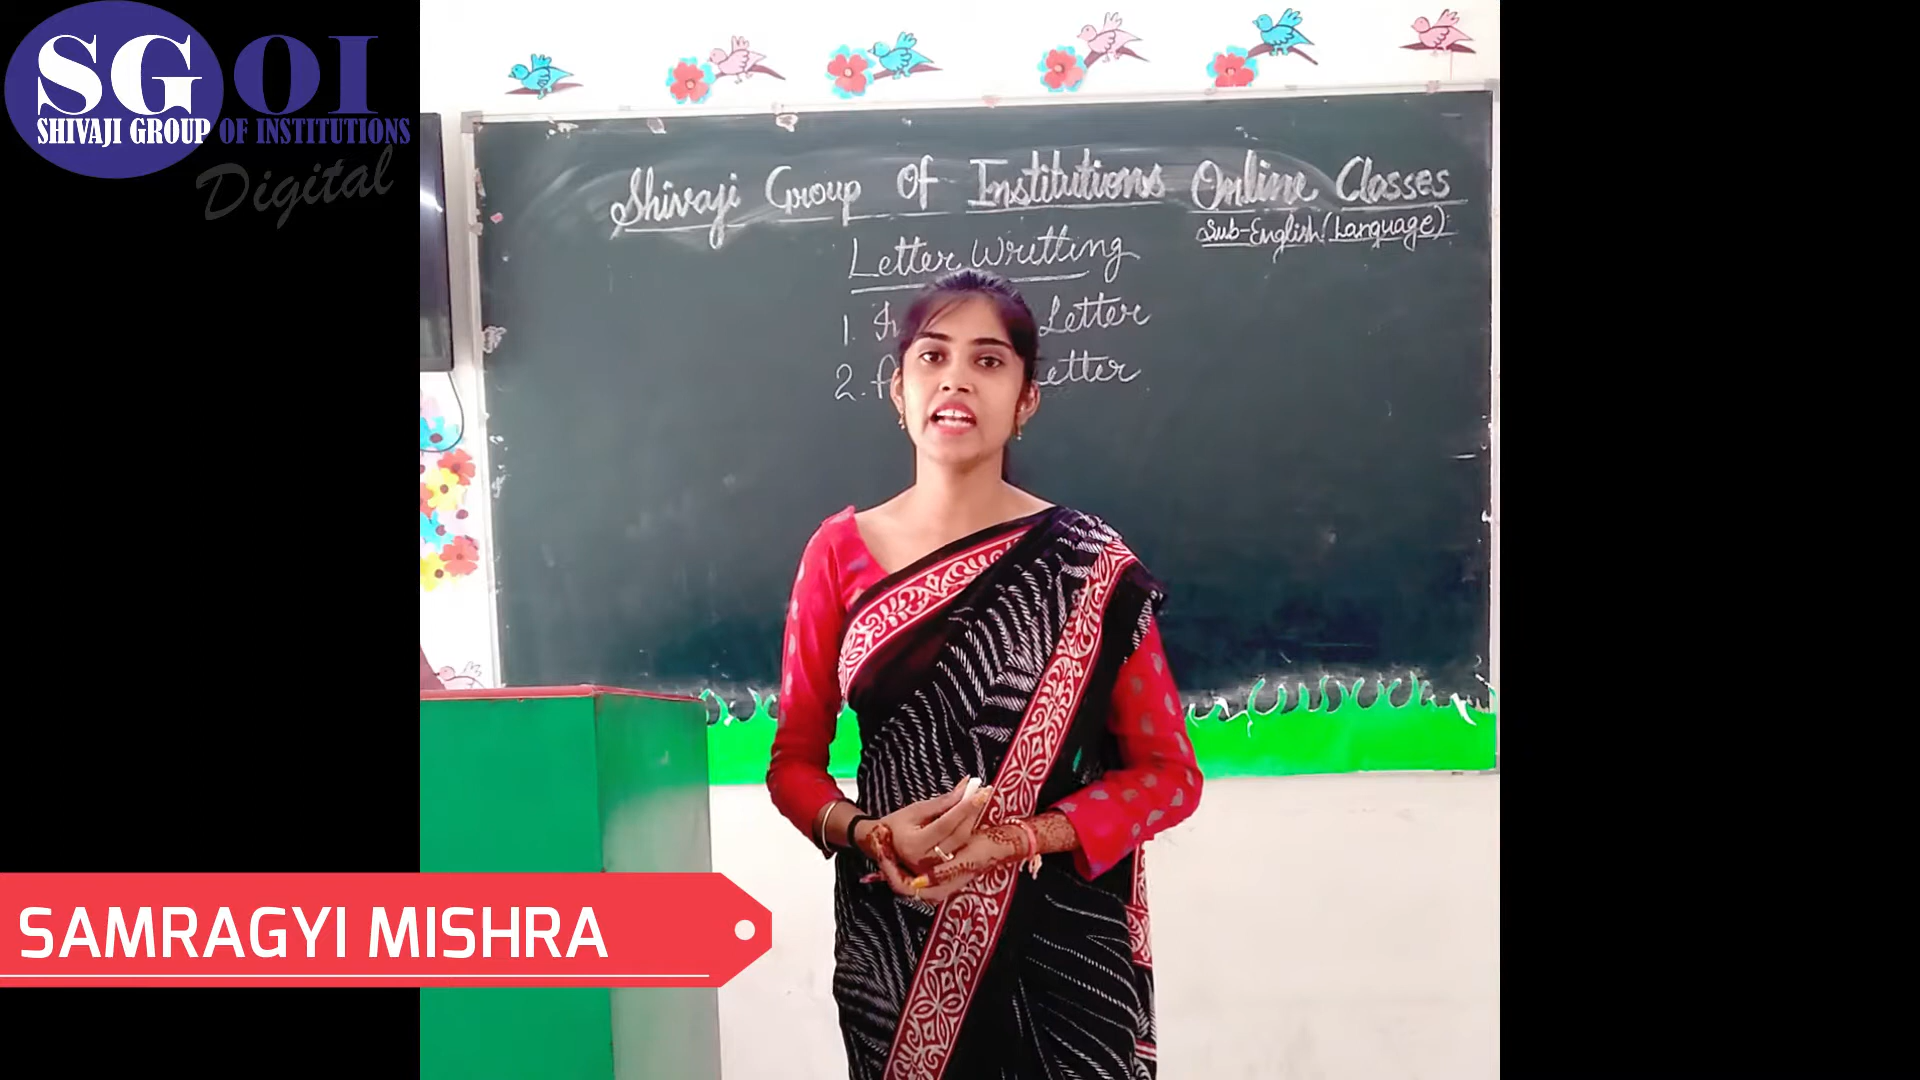 SGOI
SHIVAJI GROUP OF INSTITUTIONS
Digital
Shivaji Group Of Institutions Online Classes
Sub-English (Language)
Letter Writting
1. Letter
2.
SAMRAGYI MISHRA